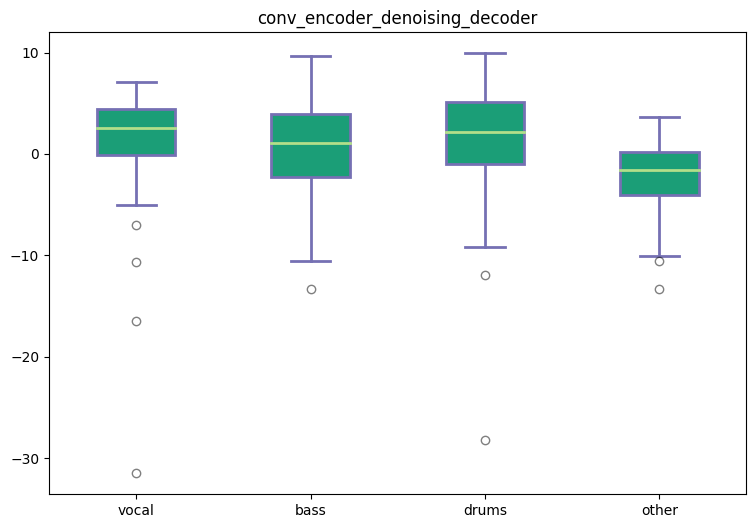 conv_encoder_denoising_decoder
10
0
−10
−20
−30
vocal bass drums other